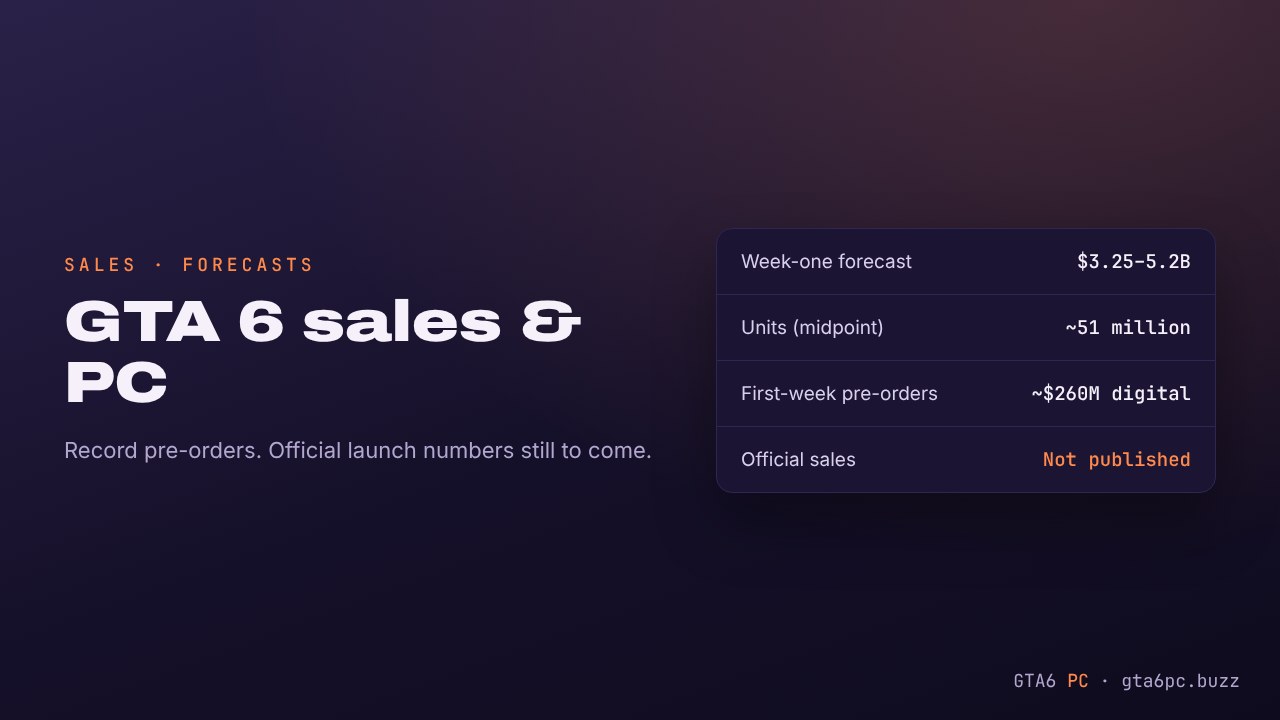 SALES · FORECASTS
GTA 6 sales &
PC
Record pre-orders. Official launch numbers still to come.
Week-one forecast $3.25–5.2B
Units (midpoint) ~51 million
First-week pre-orders ~$260M digital
Official sales Not published
GTA6 PC · gta6pc.buzz